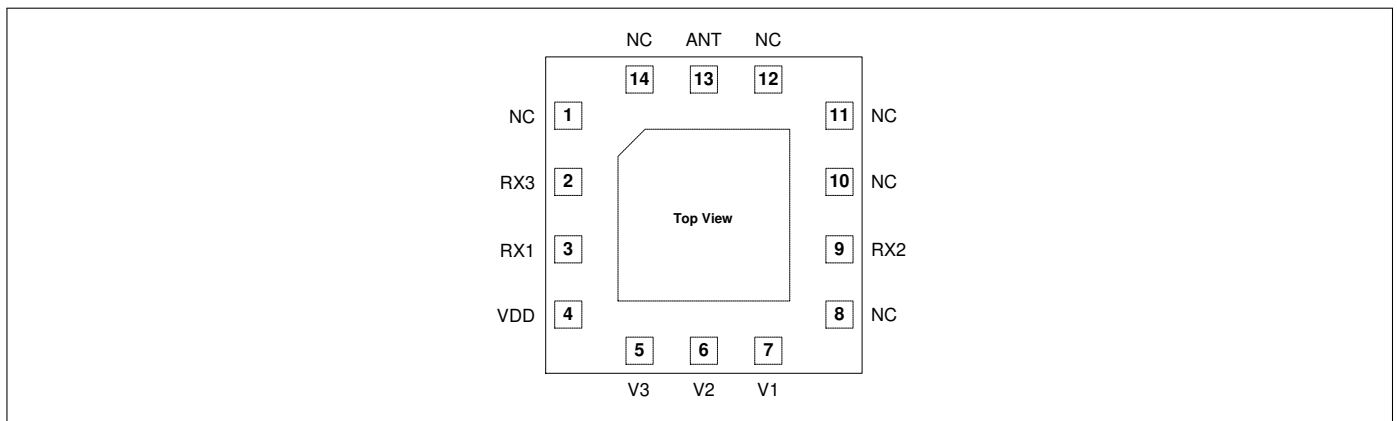 NC ANT NC
14 13 12
NC 1 11 NC
RX3 2 10 NC
Top View
RX1 3 9 RX2
VDD 4 8 NC
5 6 7
V3 V2 V1